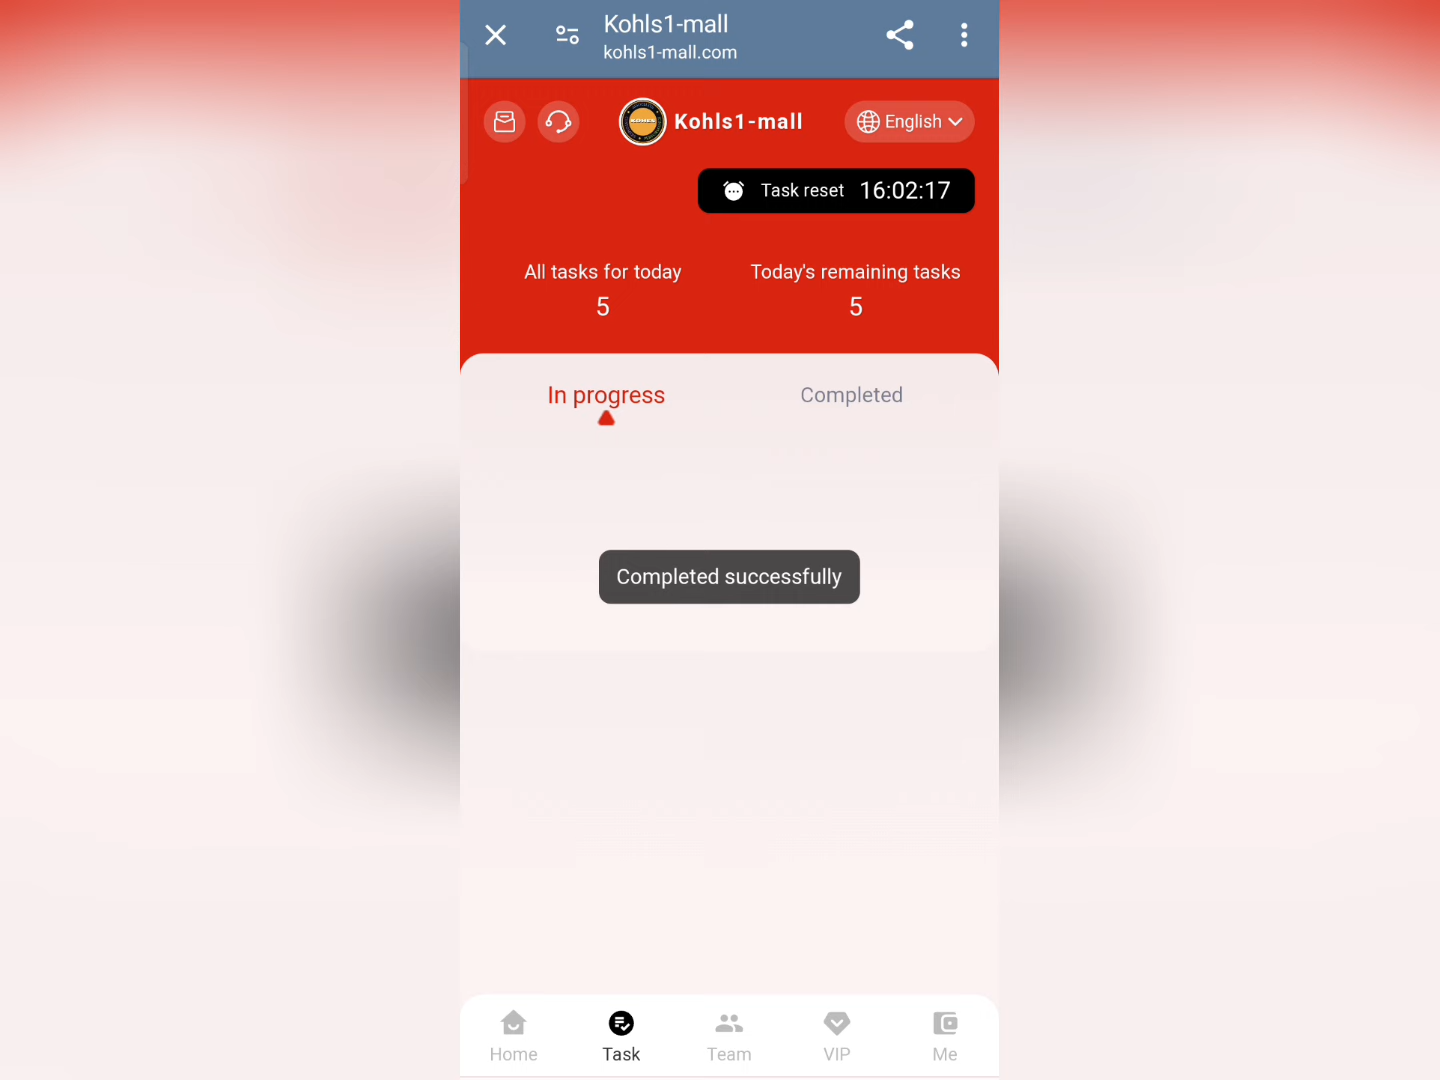 Kohls1-mall
kohls1-mall.com
KOHLS
Kohls1-mall
English
Task reset 16:02:17
All tasks for today
Today's remaining tasks
5
5
In progress
Completed
Completed successfully
Home
Task
Team
VIP
Me